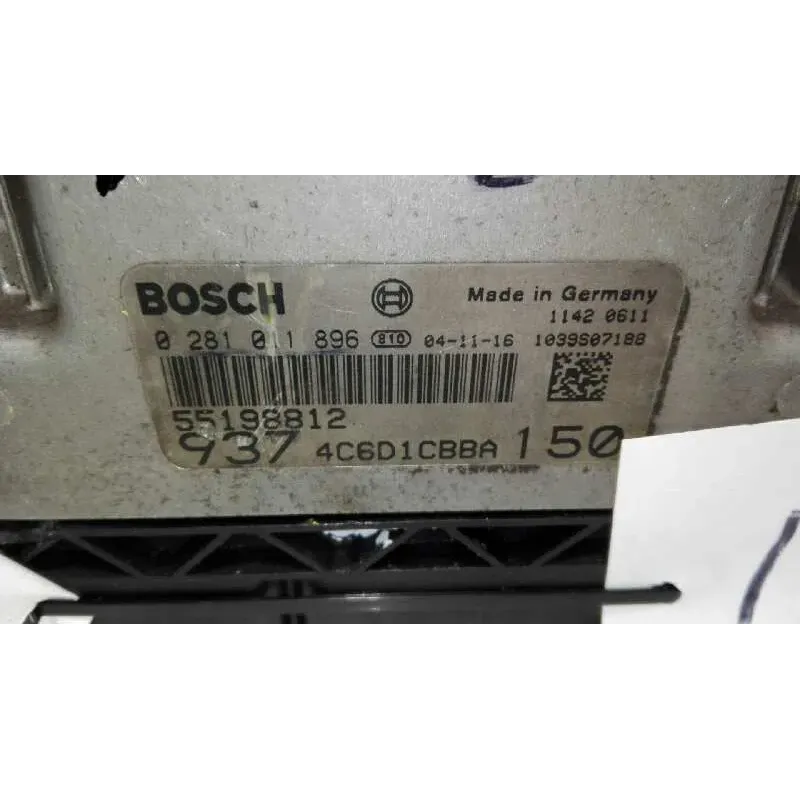 BOSCH Made in Germany
1142 0611
0 281 011 896 810 04-11-16 1039S07188
55198812
937 4C6D1CBBA 150